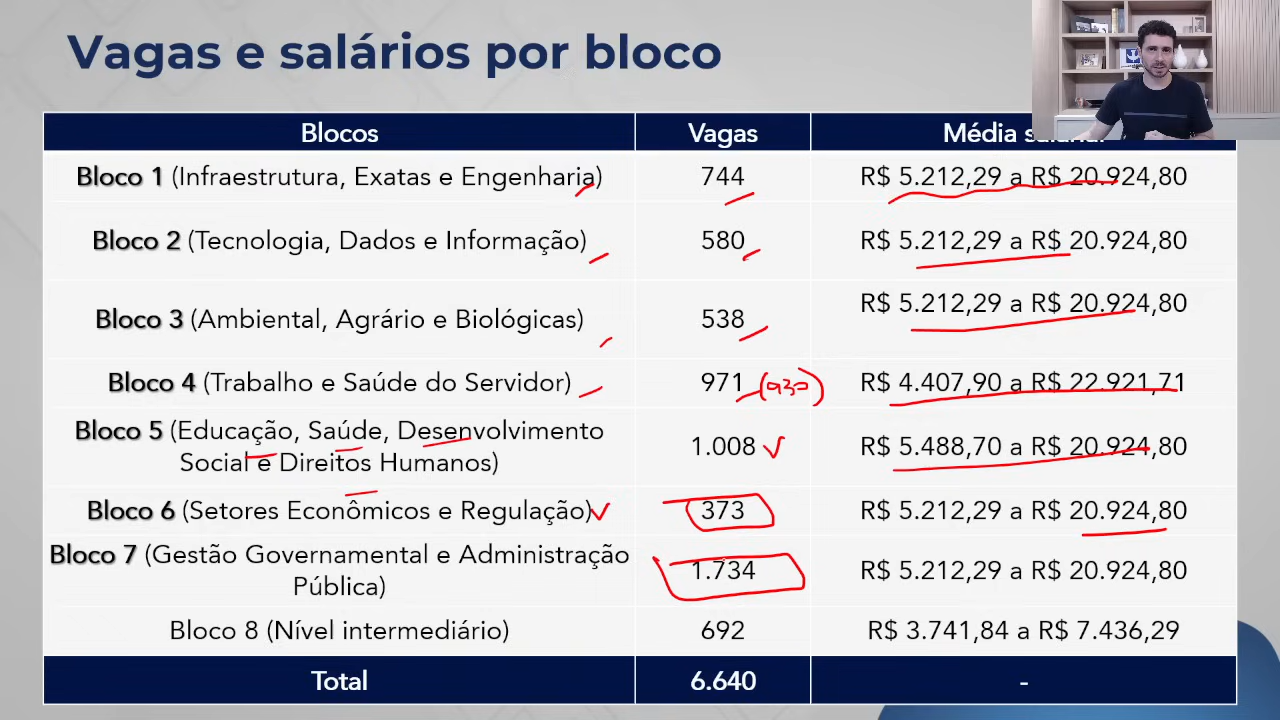 Vagas e salários por bloco
Blocos Vagas Média
Bloco 1 (Infraestrutura, Exatas e Engenharia) 744 R$ 5.212,29 a R$ 20.924,80
Bloco 2 (Tecnologia, Dados e Informação) 580 R$ 5.212,29 a R$ 20.924,80
Bloco 3 (Ambiental, Agrário e Biológicas) 538 R$ 5.212,29 a R$ 20.924,80
Bloco 4 (Trabalho e Saúde do Servidor) 971 R$ 4.407,90 a R$ 22.921,71
Bloco 5 (Educação, Saúde, Desenvolvimento
Social e Direitos Humanos) 1.008 R$ 5.488,70 a R$ 20.924,80
Bloco 6 (Setores Econômicos e Regulação) 373 R$ 5.212,29 a R$ 20.924,80
Bloco 7 (Gestão Governamental e Administração
Pública) 1.734 R$ 5.212,29 a R$ 20.924,80
Bloco 8 (Nível intermediário) 692 R$ 3.741,84 a R$ 7.436,29
Total 6.640 -